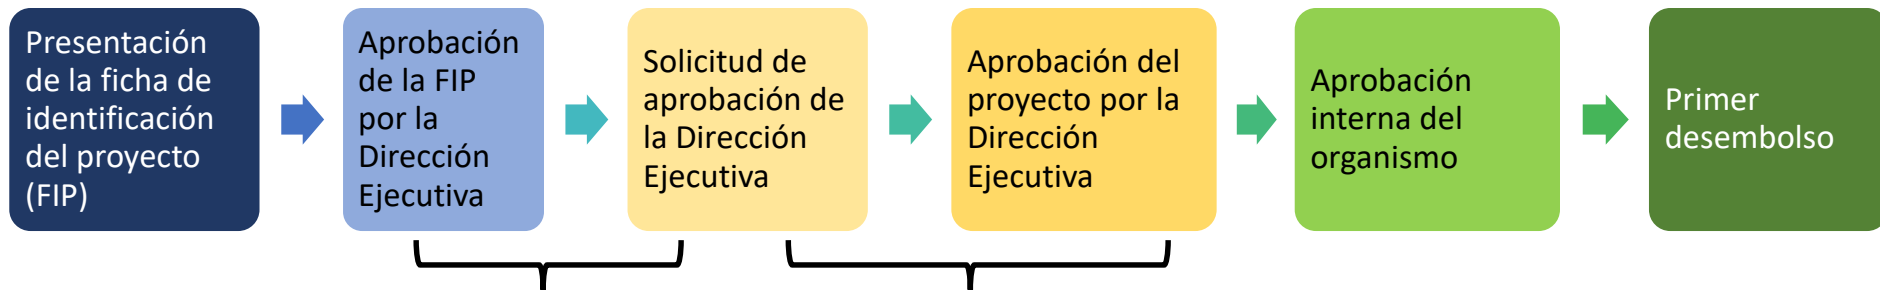 Presentación
de la ficha de
identificación
del proyecto
(FIP)
Aprobación
de la FIP
por la
Dirección
Ejecutiva
Solicitud de
aprobación de
la Dirección
Ejecutiva
Aprobación del
proyecto por la
Dirección
Ejecutiva
Aprobación
interna del
organismo
Primer
desembolso